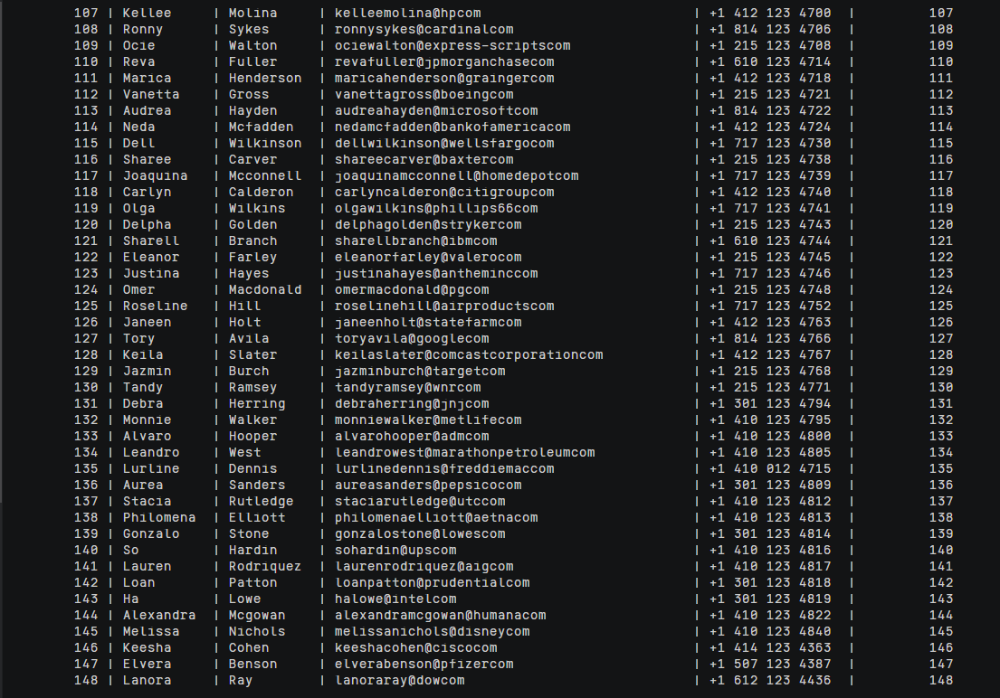 107 | Kellee | Molina | kelleemolina@hpcom | +1 412 123 4700 | 107
108 | Ronny | Sykes | ronnysykes@cardinalcom | +1 814 123 4706 | 108
109 | Ocie | Walton | ociewalton@express-scriptscom | +1 215 123 4708 | 109
110 | Reva | Fuller | revafuller@jpmorganchasecom | +1 610 123 4714 | 110
111 | Marica | Henderson | maricahenderson@graingercom | +1 412 123 4718 | 111
112 | Vanetta | Gross | vanettagross@boeingcom | +1 215 123 4721 | 112
113 | Audrea | Hayden | audreahayden@microsoftcom | +1 814 123 4722 | 113
114 | Neda | Mcfadden | nedamcfadden@bankofamericacom | +1 412 123 4724 | 114
115 | Dell | Wilkinson | dellwilkinson@wellsfargocom | +1 717 123 4730 | 115
116 | Sharee | Carver | shareecarver@baxtercom | +1 215 123 4738 | 116
117 | Joaquina | Mcconnell | joaquinamcconnell@homedepotcom | +1 717 123 4739 | 117
118 | Carlyn | Calderon | carlyncalderon@citigroupcom | +1 412 123 4740 | 118
119 | Olga | Wilkins | olgawilkins@phillips66com | +1 717 123 4741 | 119
120 | Delpha | Golden | delphagolden@strykercom | +1 215 123 4743 | 120
121 | Sharell | Branch | sharellbranch@ibmcom | +1 610 123 4744 | 121
122 | Eleanor | Farley | eleanorfarley@valerocom | +1 215 123 4745 | 122
123 | Justina | Hayes | justinahayes@antheminccom | +1 717 123 4746 | 123
124 | Omer | Macdonald | omermacdonald@pgcom | +1 215 123 4748 | 124
125 | Roseline | Hill | roselinehill@airproductscom | +1 717 123 4752 | 125
126 | Janeen | Holt | janeenholt@statefarmcom | +1 412 123 4763 | 126
127 | Tory | Avila | toryavila@googlecom | +1 814 123 4766 | 127
128 | Keila | Slater | keilaslater@comcastcorporationcom | +1 412 123 4767 | 128
129 | Jazmin | Burch | jazminburch@targetcom | +1 215 123 4768 | 129
130 | Tandy | Ramsey | tandyramsey@wnrcom | +1 215 123 4771 | 130
131 | Debra | Herring | debraherring@jnjcom | +1 301 123 4794 | 131
132 | Monnie | Walker | monniewalker@metlifecom | +1 410 123 4795 | 132
133 | Alvaro | Hooper | alvarohooper@admcom | +1 410 123 4800 | 133
134 | Leandro | West | leandrowest@marathonpetroleumcom | +1 410 123 4805 | 134
135 | Lurline | Dennis | lurlinedennis@freddiemaccom | +1 410 012 4715 | 135
136 | Aurea | Sanders | aureasanders@pepsicocom | +1 301 123 4809 | 136
137 | Stacia | Rutledge | staciarutledge@utccom | +1 410 123 4812 | 137
138 | Philomena | Elliott | philomenaelliott@aetnacom | +1 410 123 4813 | 138
139 | Gonzalo | Stone | gonzalostone@lowescom | +1 301 123 4814 | 139
140 | So | Hardin | sohardin@upscom | +1 410 123 4816 | 140
141 | Lauren | Rodriquez | laurenrodriquez@aigcom | +1 410 123 4817 | 141
142 | Loan | Patton | loanpatton@prudentialcom | +1 301 123 4818 | 142
143 | Ha | Lowe | halowe@intelcom | +1 301 123 4819 | 143
144 | Alexandra | Mcgowan | alexandramcgowan@humanacom | +1 410 123 4822 | 144
145 | Melissa | Nichols | melissanichols@disneycom | +1 410 123 4840 | 145
146 | Keesha | Cohen | keeshacohen@ciscocom | +1 414 123 4363 | 146
147 | Elvera | Benson | elverabenson@pfizercom | +1 507 123 4387 | 147
148 | Lanora | Ray | lanoraray@dowcom | +1 612 123 4436 | 148